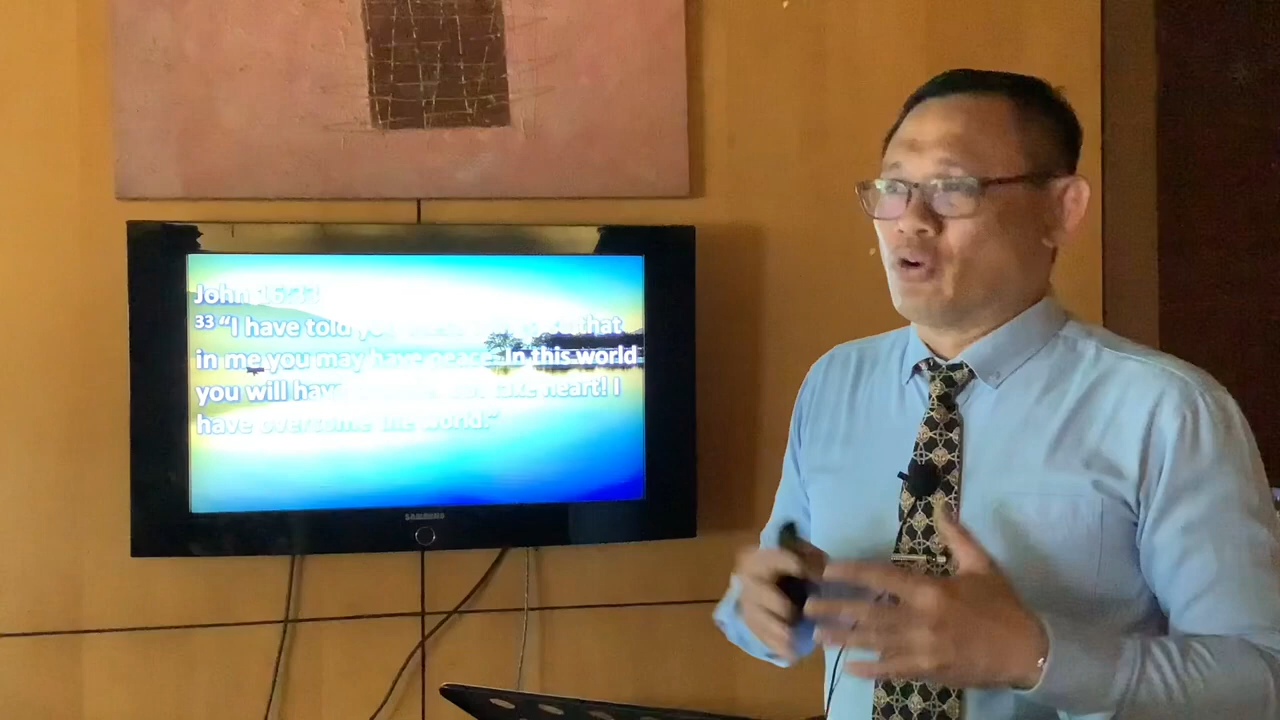 John 16:33
33 "I have told you that
in me you may have peace. In this world
you will have take heart! I
have overcome the world."
SAMSUNG